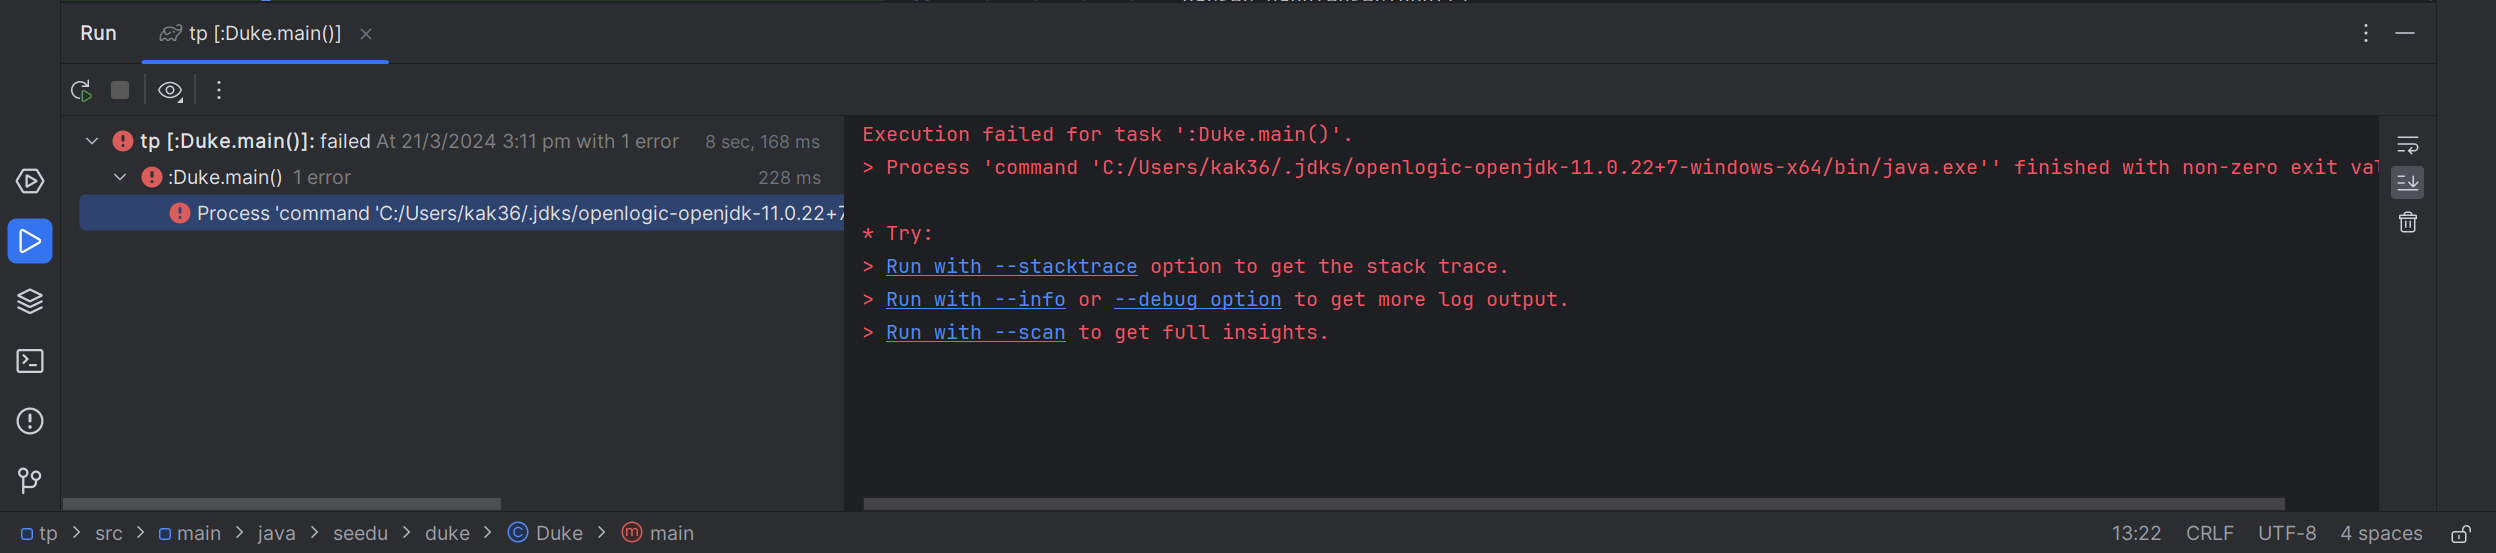 Run tp [:Duke.main()]
tp [:Duke.main()]: failed At 21/3/2024 3:11 pm with 1 error 8 sec, 168 ms
:Duke.main() 1 error 228 ms
Process 'command 'C:/Users/kak36/.jdks/openlogic-openjdk-11.0.22+7
Execution failed for task ':Duke.main()'.
> Process 'command 'C:/Users/kak36/.jdks/openlogic-openjdk-11.0.22+7-windows-x64/bin/java.exe'' finished with non-zero exit val
* Try:
> Run with --stacktrace option to get the stack trace.
> Run with --info or --debug option to get more log output.
> Run with --scan to get full insights.
tp > src > main > java > seedu > duke > Duke > main 13:22 CRLF UTF-8 4 spaces